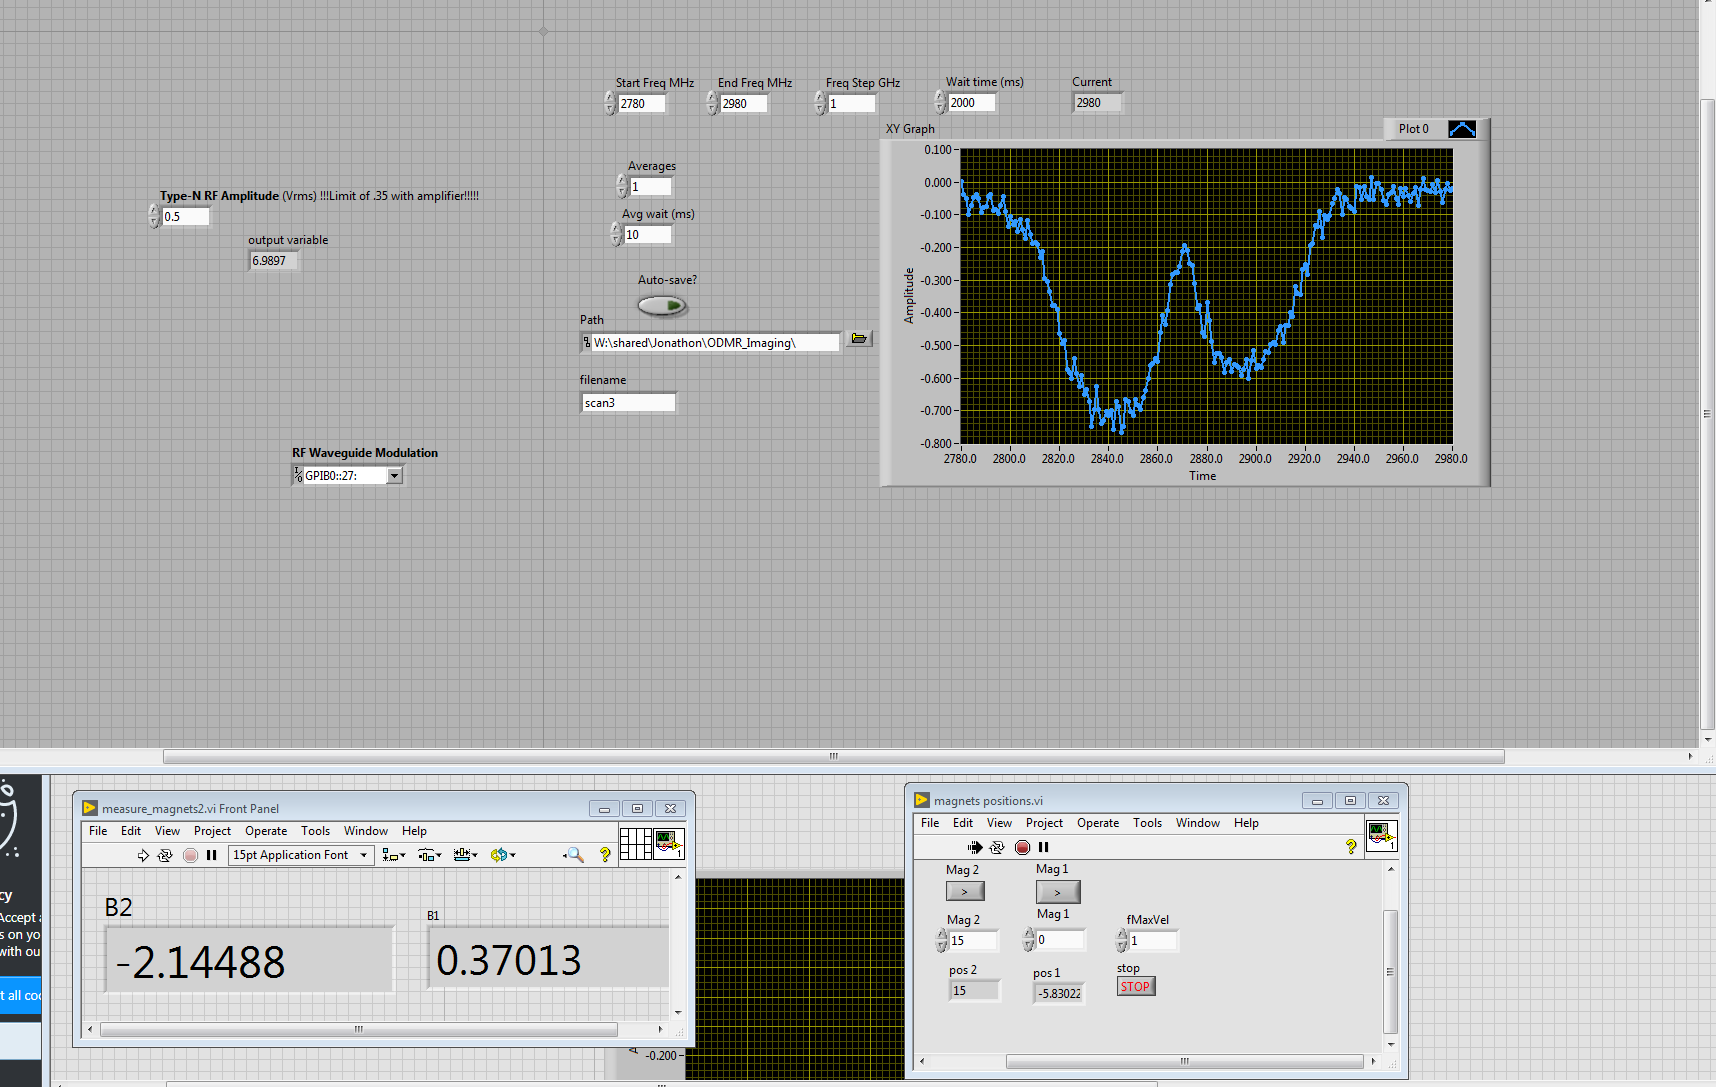 Start Freq MHz
End Freq MHz
Freq Step GHz
Wait time (ms)
Current
2780
2980
1
2000
2980
XY Graph
Plot 0
Averages
1
Type-N RF Amplitude (Vrms) !!!Limit of .35 with amplifier!!!!!
0.5
Avg wait (ms)
10
output variable
6.9897
Auto-save?
Path
W:\shared\Jonathon\ODMR_Imaging\
filename
scan3
RF Waveguide Modulation
I/0
GPIB0::27:
0.100
0.000
-0.100
-0.200
-0.300
-0.400
-0.500
-0.600
-0.700
-0.800
Amplitude
2780.0 2800.0 2820.0 2840.0 2860.0 2880.0 2900.0 2920.0 2940.0 2960.0 2980.0
Time
cy
Accept a
s on yo
with ou
t all coo
measure_magnets2.vi Front Panel
File Edit View Project Operate Tools Window Help
15pt Application Font
1
B2
-2.14488
B1
0.37013
A
-0.200
magnets positions.vi
File Edit View Project Operate Tools Window Help
1
Mag 2
Mag 1
>
>
Mag 2
Mag 1
fMaxVel
15
0
1
pos 2
pos 1
stop
15
-5.83022
STOP